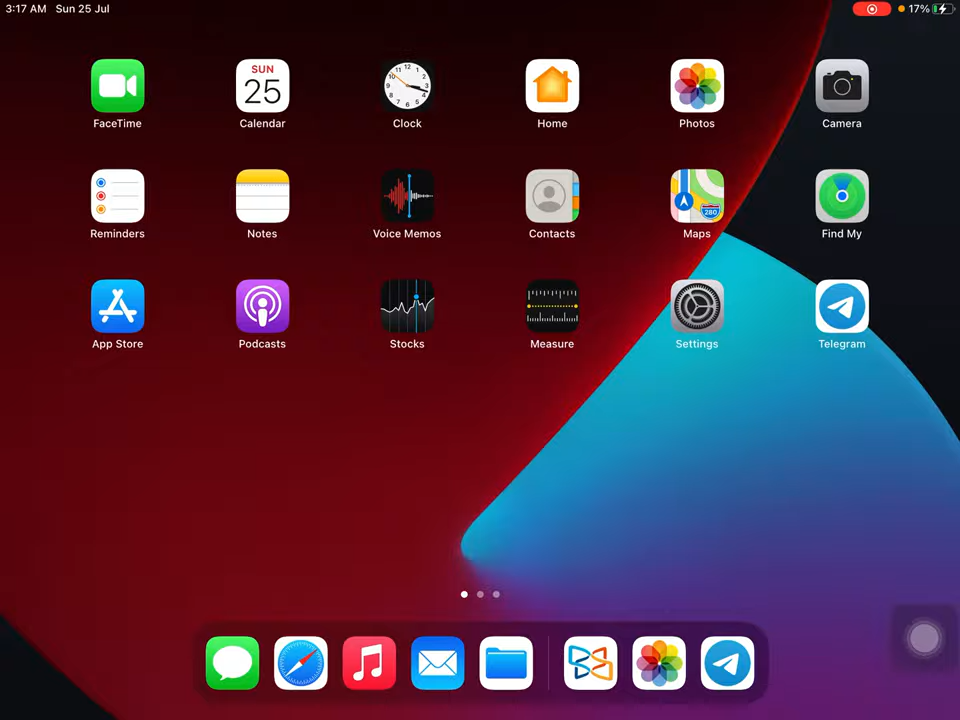 3:17 AM Sun 25 Jul 17%
SUN
25
FaceTime Calendar Clock Home Photos Camera
280
Reminders Notes Voice Memos Contacts Maps Find My
App Store Podcasts Stocks Measure Settings Telegram